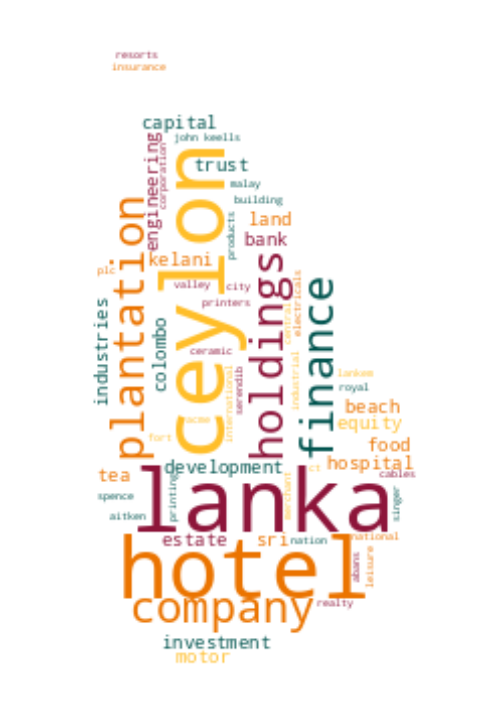 resorts
insurance
capital
john keells
engineering
corporation
trust
malay
building
ceylon
plantation
products
land
bank
kelani
plc
valley
city
holdings
electricals
finance
printers
central
industries
colombo
ceramic
international
serendib
industrial
lankem
royal
acme
beach
equity
fort
food
hospital
development
ct
tea
cables
lanka
printing
merchant
singer
spence
aitken
estate
sri
nation
national
hotel
abans
leisure
company
realty
investment
motor